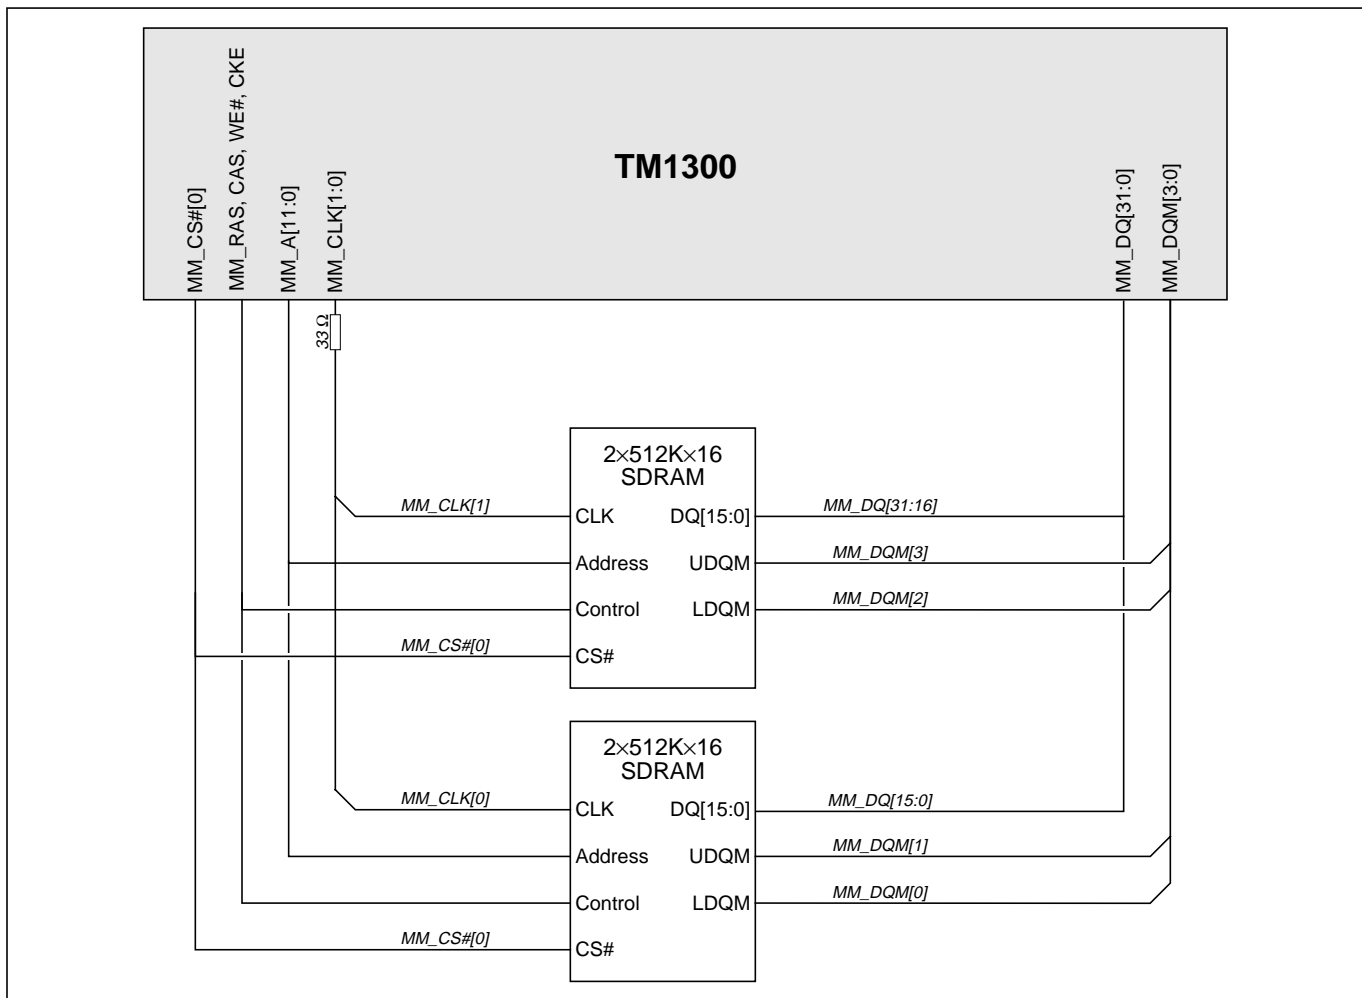 MM_CS#[0]
MM_RAS, CAS, WE#, CKE
MM_A[11:0]
MM_CLK[1:0]
TM1300
MM_DQ[31:0]
MM_DQM[3:0]
33 Ω
2×512K×16
SDRAM
MM_CLK[1]
CLK
DQ[15:0]
MM_DQ[31:16]
Address
UDQM
MM_DQM[3]
Control
LDQM
MM_DQM[2]
MM_CS#[0]
CS#
2×512K×16
SDRAM
MM_CLK[0]
CLK
DQ[15:0]
MM_DQ[15:0]
Address
UDQM
MM_DQM[1]
Control
LDQM
MM_DQM[0]
MM_CS#[0]
CS#